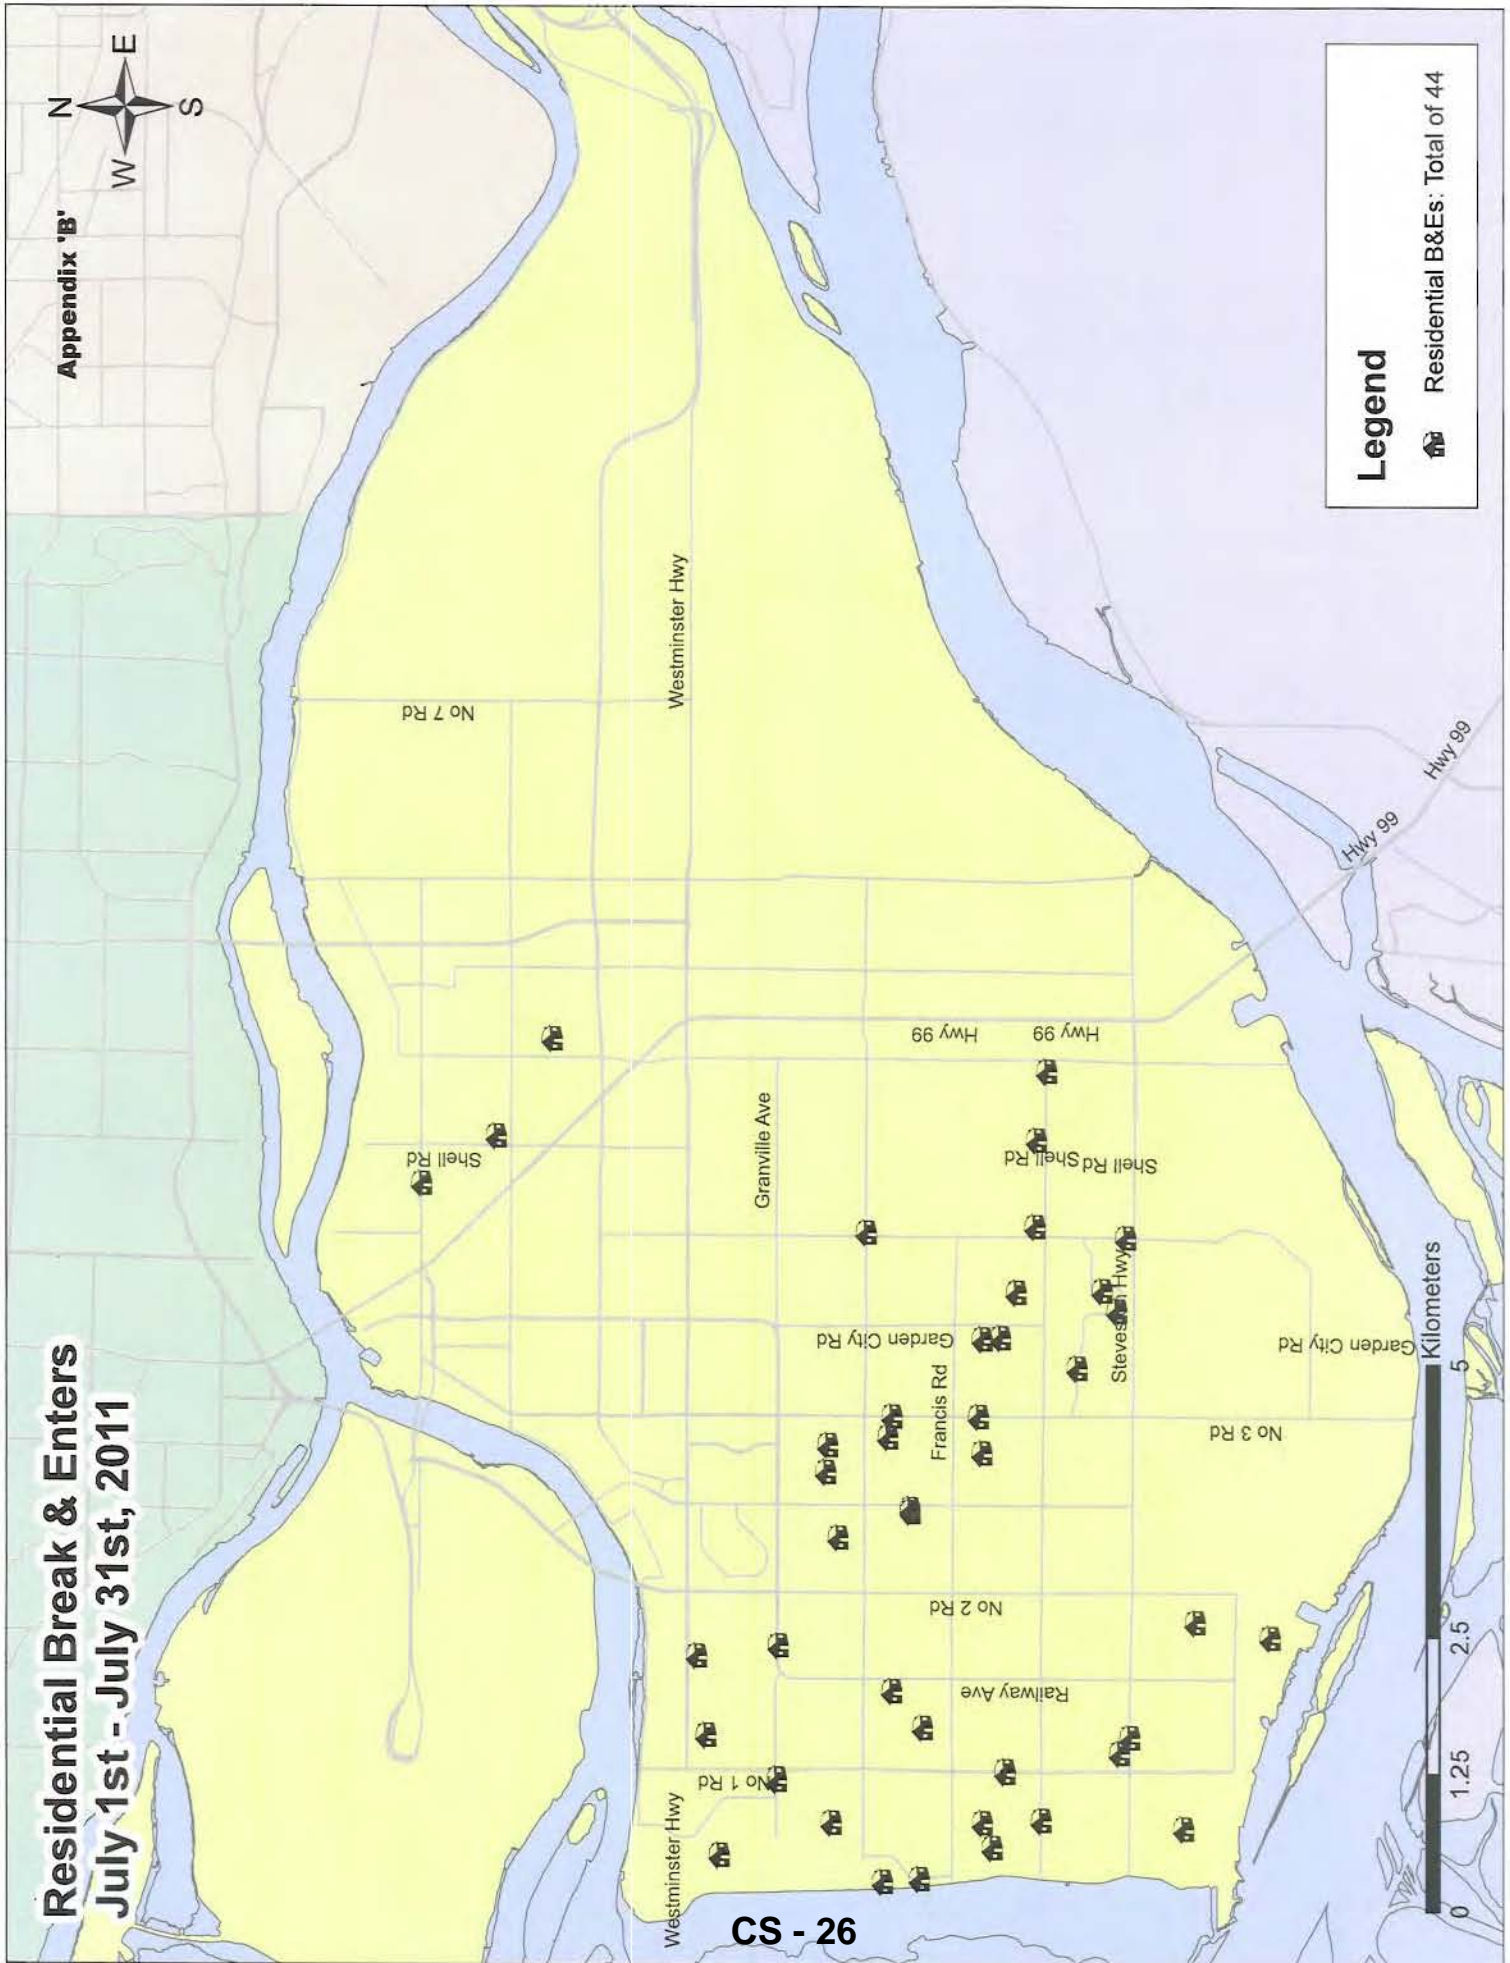 Residential Break & Enters
July 1st - July 31st, 2011
Appendix 'B'
N
W
E
S
No 7 Rd
Westminster Hwy
Shell Rd
Granville Ave
Hwy 99
Hwy 99
Shell Rd
Shell Rd
Garden City Rd
Francis Rd
Steveston Hwy
Garden City Rd
No 3 Rd
No 2 Rd
Railway Ave
No 1 Rd
Westminster Hwy
Hwy 99
Hwy 99
Legend
Residential B&Es: Total of 44
0 1.25 2.5 5
Kilometers
CS - 26